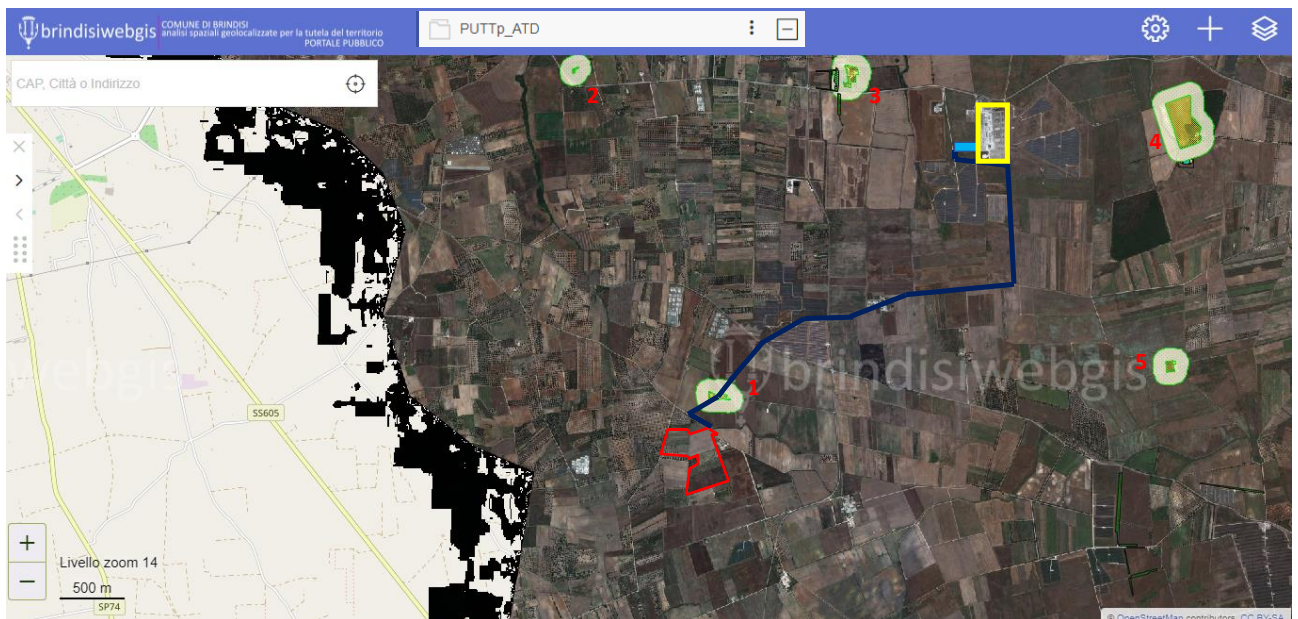 brindisiwebgis
COMUNE DI BRINDISI
analisi spaziali geolocalizzate per la tutela del territorio
PORTALE PUBBLICO
PUTTp_ATD
CAP, Città o Indirizzo
2
3
4
5
1
webgis
brindisiwebgis
SS605
Livello zoom 14
500 m
SP74
+
−
© OpenStreetMap contributors, CC BY-SA